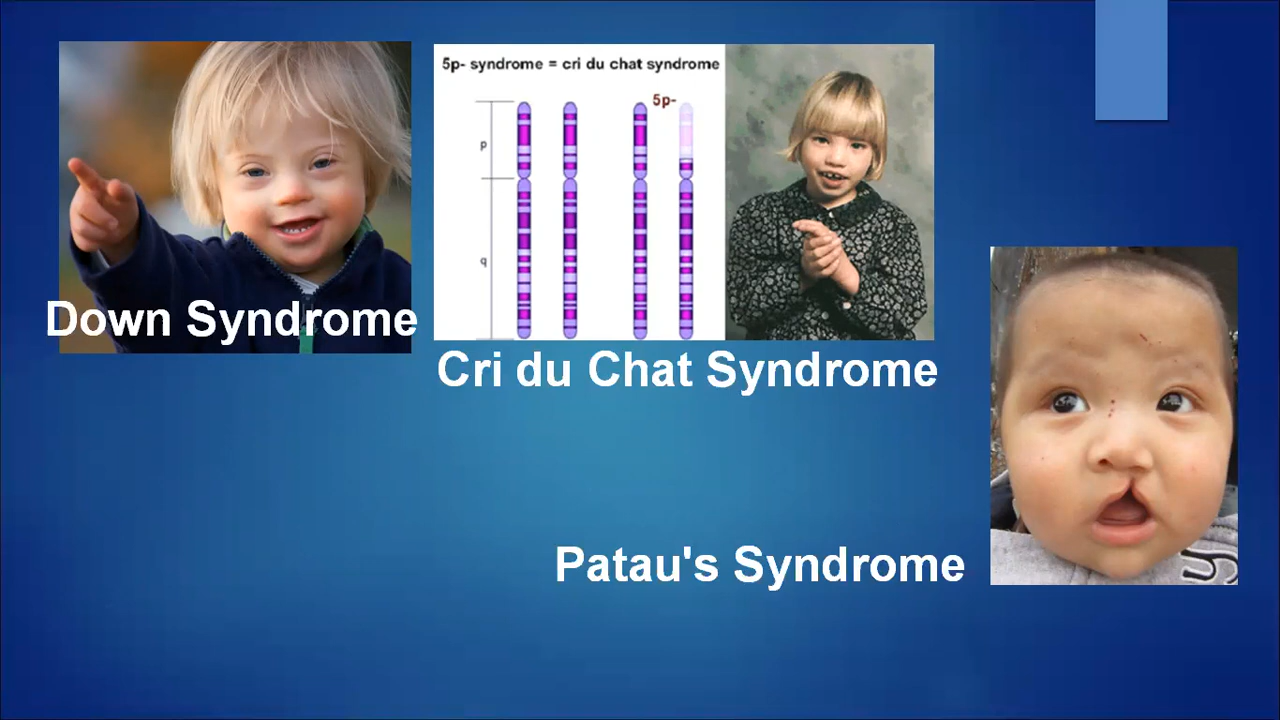 5p- syndrome = cri du chat syndrome
5p-
p
q
Down Syndrome
Cri du Chat Syndrome
Patau's Syndrome